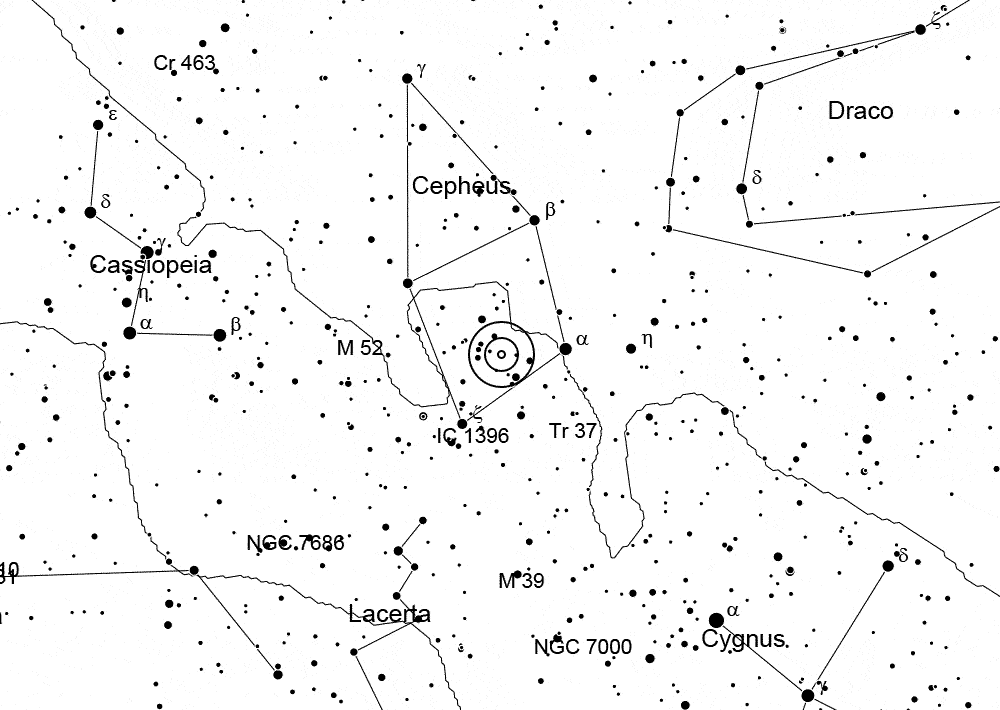 ζ
Cr 463
γ
Draco
ε
δ
Cepheus
δ
β
γ
Cassiopeia
η
α
β
M 52
α
η
ζ
IC 1396
Tr 37
NGC 7686
δ
M 39
α
Lacerta
Cygnus
NGC 7000
γ